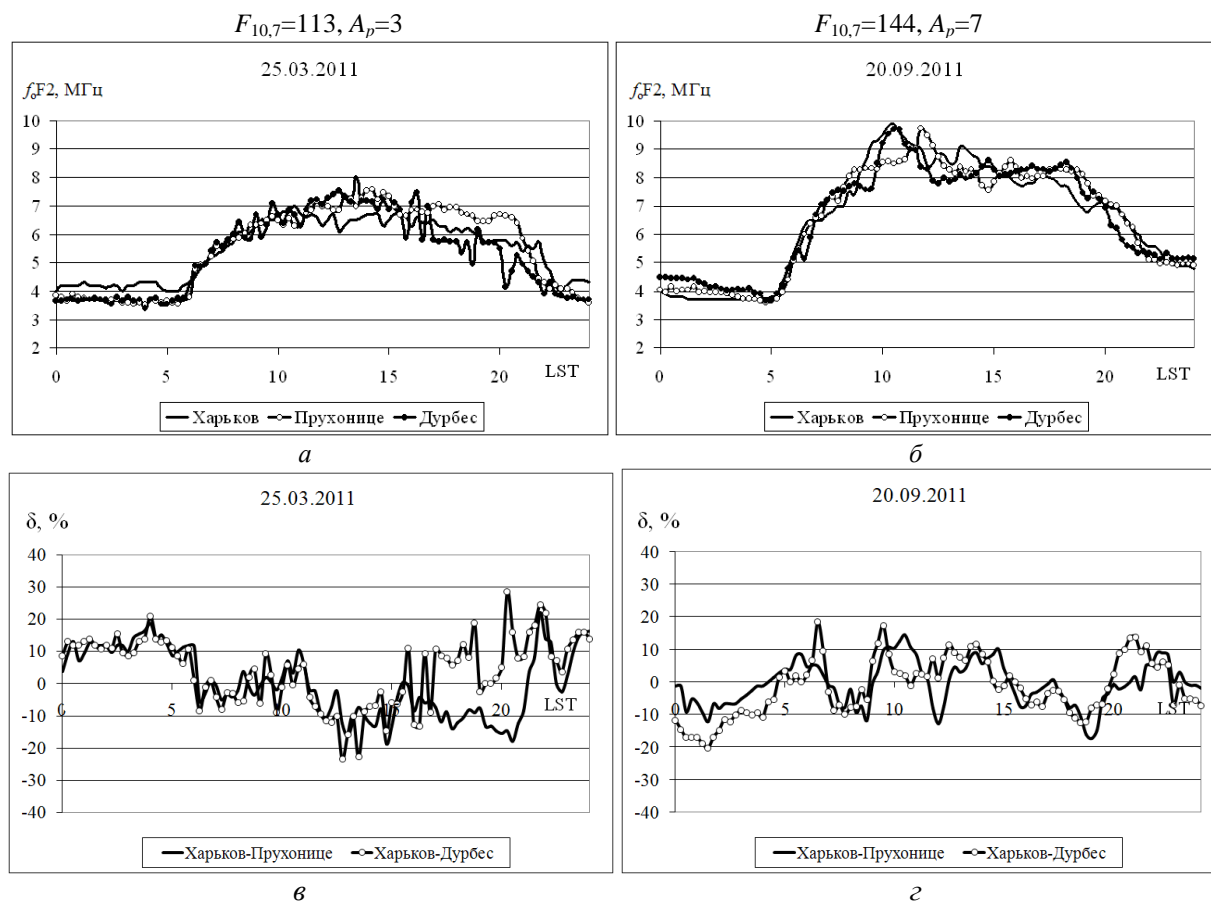 F10,7=113, Ap=3
F10,7=144, Ap=7
25.03.2011
foF2, МГц
10
9
8
7
6
5
4
3
2
0 5 10 15 20 LST
Харьков Прухонице Дурбес
а
20.09.2011
foF2, МГц
10
9
8
7
6
5
4
3
2
0 5 10 15 20 LST
Харьков Прухонице Дурбес
б
25.03.2011
δ, %
40
30
20
10
0
-10
-20
-30
-40
0 5 10 15 20 LST
Харьков-Прухонице Харьков-Дурбес
в
20.09.2011
δ, %
40
30
20
10
0
-10
-20
-30
-40
0 5 10 15 20 LST
Харьков-Прухонице Харьков-Дурбес
г